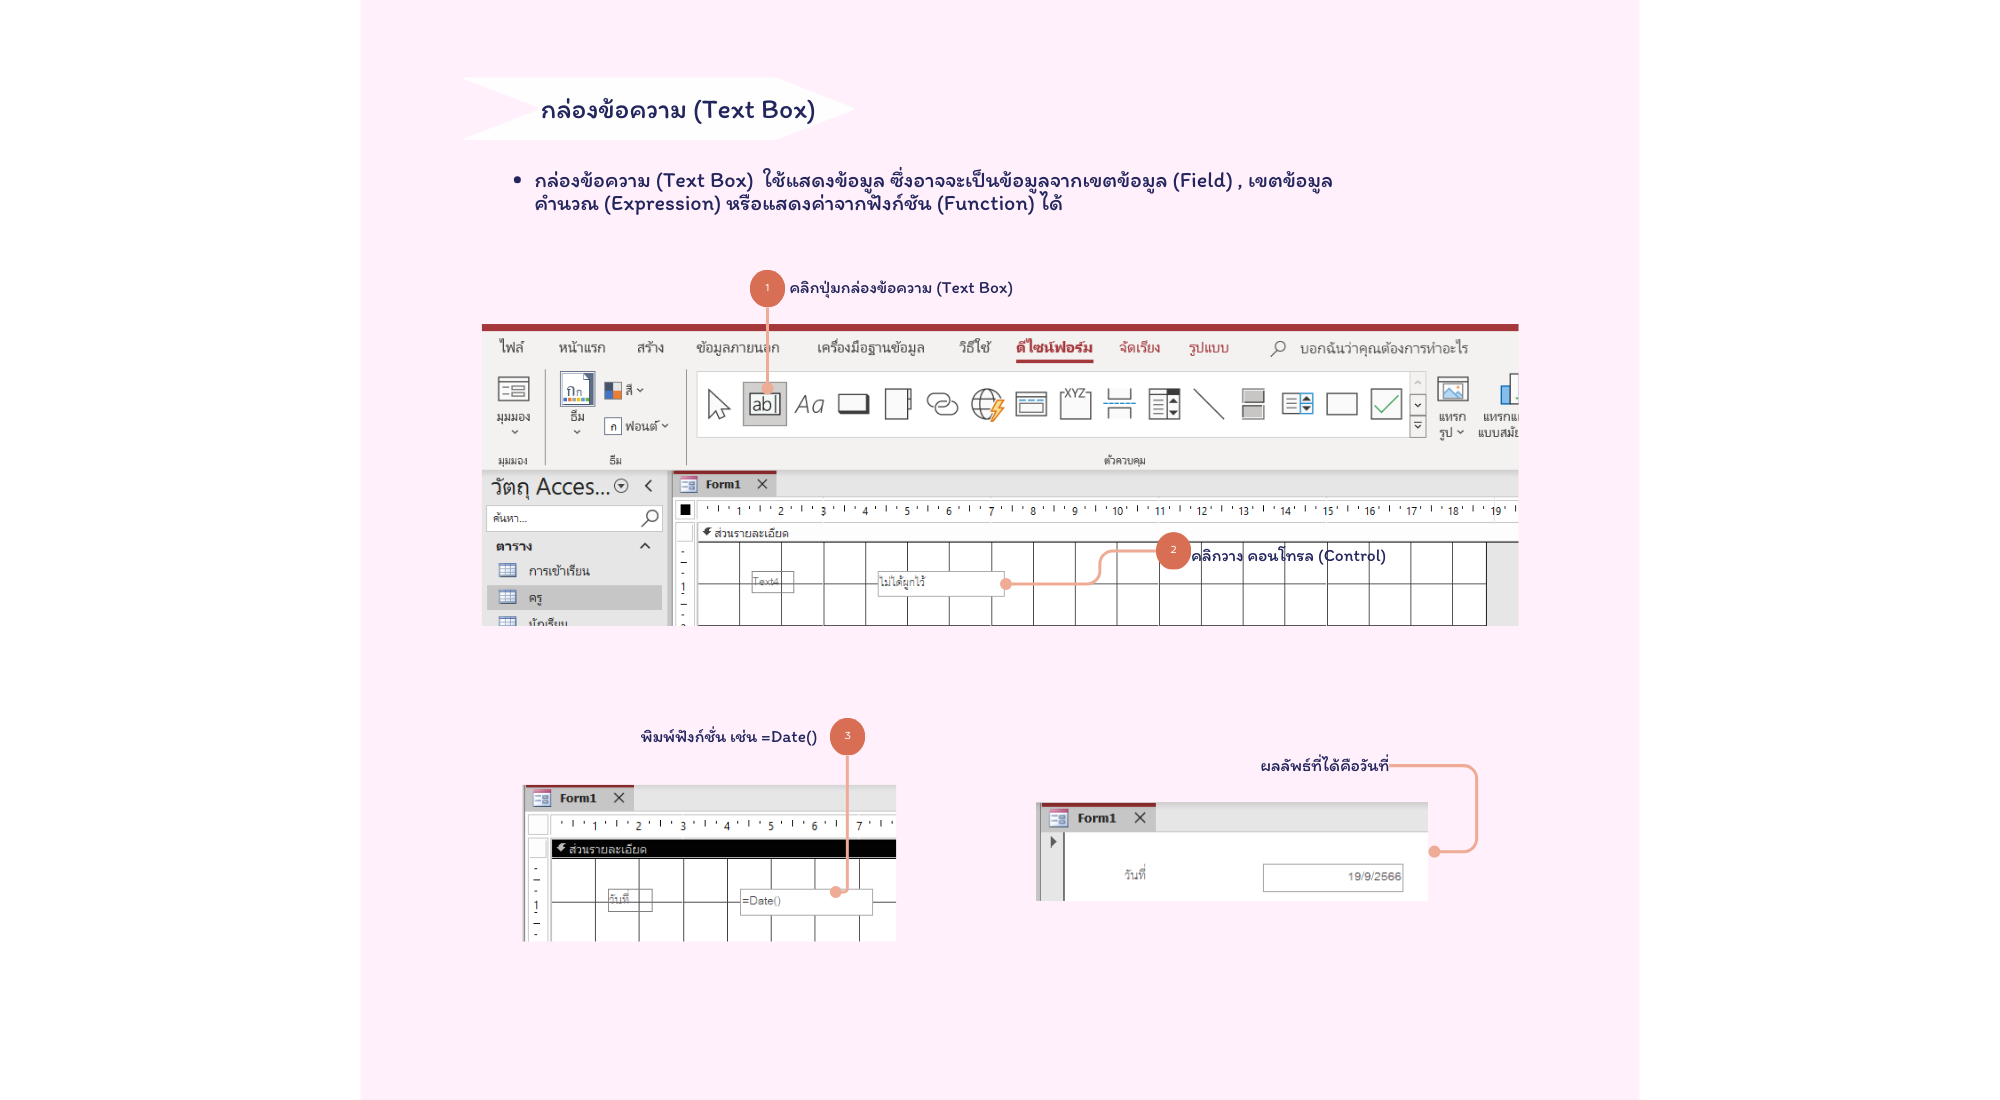 กล่องข้อความ (Text Box)
• กล่องข้อความ (Text Box)  ใช้แสดงข้อมูล ซึ่งอาจจะเป็นข้อมูลจากเขตข้อมูล (Field) , เขตข้อมูล
คำนวณ (Expression) หรือแสดงค่าจากฟังก์ชัน (Function) ได้
1 คลิกปุ่มกล่องข้อความ (Text Box)
ไฟล์ หน้าแรก สร้าง ข้อมูลภายนอก เครื่องมือฐานข้อมูล วิธีใช้ ดีไซน์ฟอร์ม จัดเรียง รูปแบบ บอกฉันว่าคุณต้องการทำอะไร
กก สี ab Aa XYZ
มุมมอง ธีม ก ฟอนต์ แทรก
รูป แบบสมัย
มุมมอง ธีม ตัวควบคุม
วัตถุ Acces... Form1
ค้นหา... 1 2 3 4 5 6 7 8 9 10 11 12 13 14 15 16 17 18 19
ส่วนรายละเอียด
ตาราง
2 คลิกวาง คอนโทรล (Control)
การเข้าเรียน
1 Text4 ไม่ได้ผูกไว้
ครู
นักเรียน
พิมพ์ฟังก์ชั่น เช่น =Date() 3
ผลลัพธ์ที่ได้คือวันที่
Form1
1 2 3 4 5 6 7
ส่วนรายละเอียด
วันที่ =Date()
1
Form1
วันที่ 19/9/2566